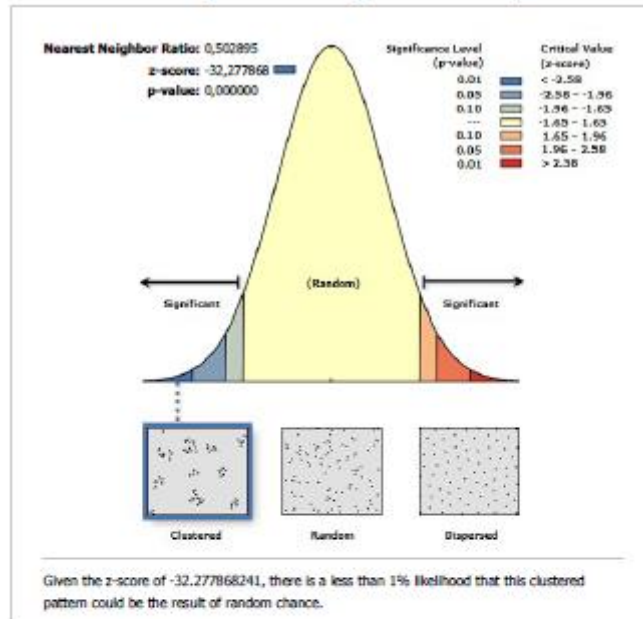 Nearest Neighbor Ratio: 0,502895
z-score: -32,277868
p-value: 0,000000
Significance Level
(p-value)
Critical Value
(z-score)
0.01 < -2.58
0.05 -2.58 - -1.96
0.10 -1.96 - -1.65
--- -1.65 - 1.65
0.10 1.65 - 1.96
0.05 1.96 - 2.58
0.01 > 2.58
Significant
(Random)
Significant
Clustered
Random
Dispersed
Given the z-score of -32.277868241, there is a less than 1% likelihood that this clustered
pattern could be the result of random chance.